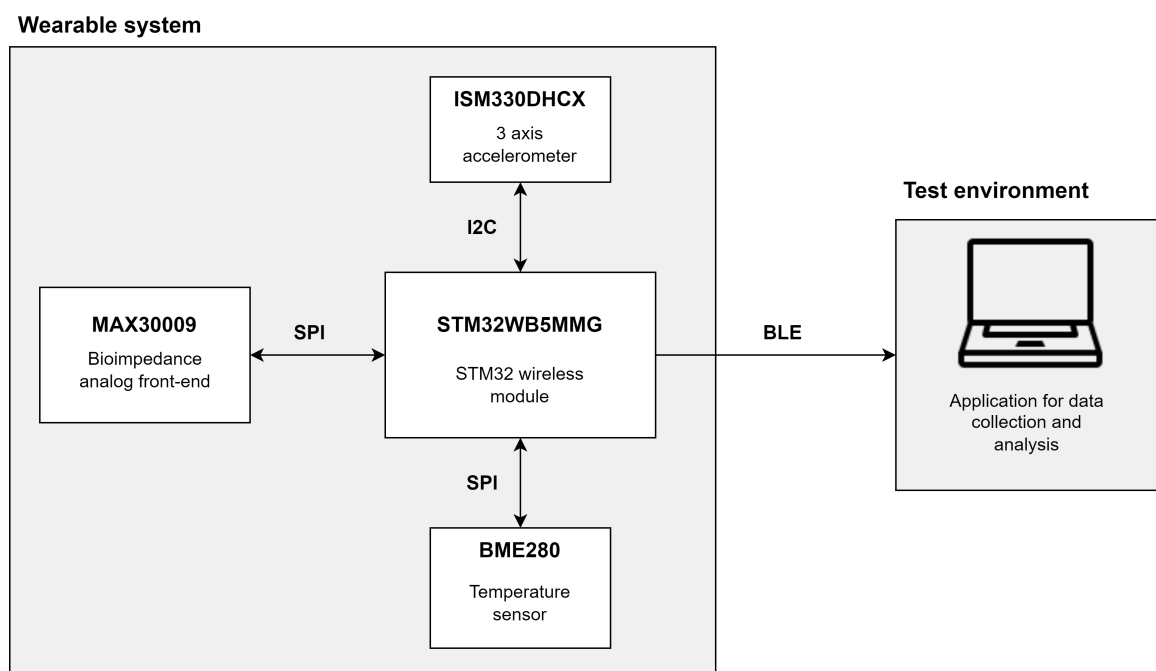 Wearable system
ISM330DHCX
3 axis
accelerometer
I2C
Test environment
MAX30009
Bioimpedance
analog front-end
SPI
STM32WB5MMG
STM32 wireless
module
BLE
Application for data
collection and
analysis
SPI
BME280
Temperature
sensor